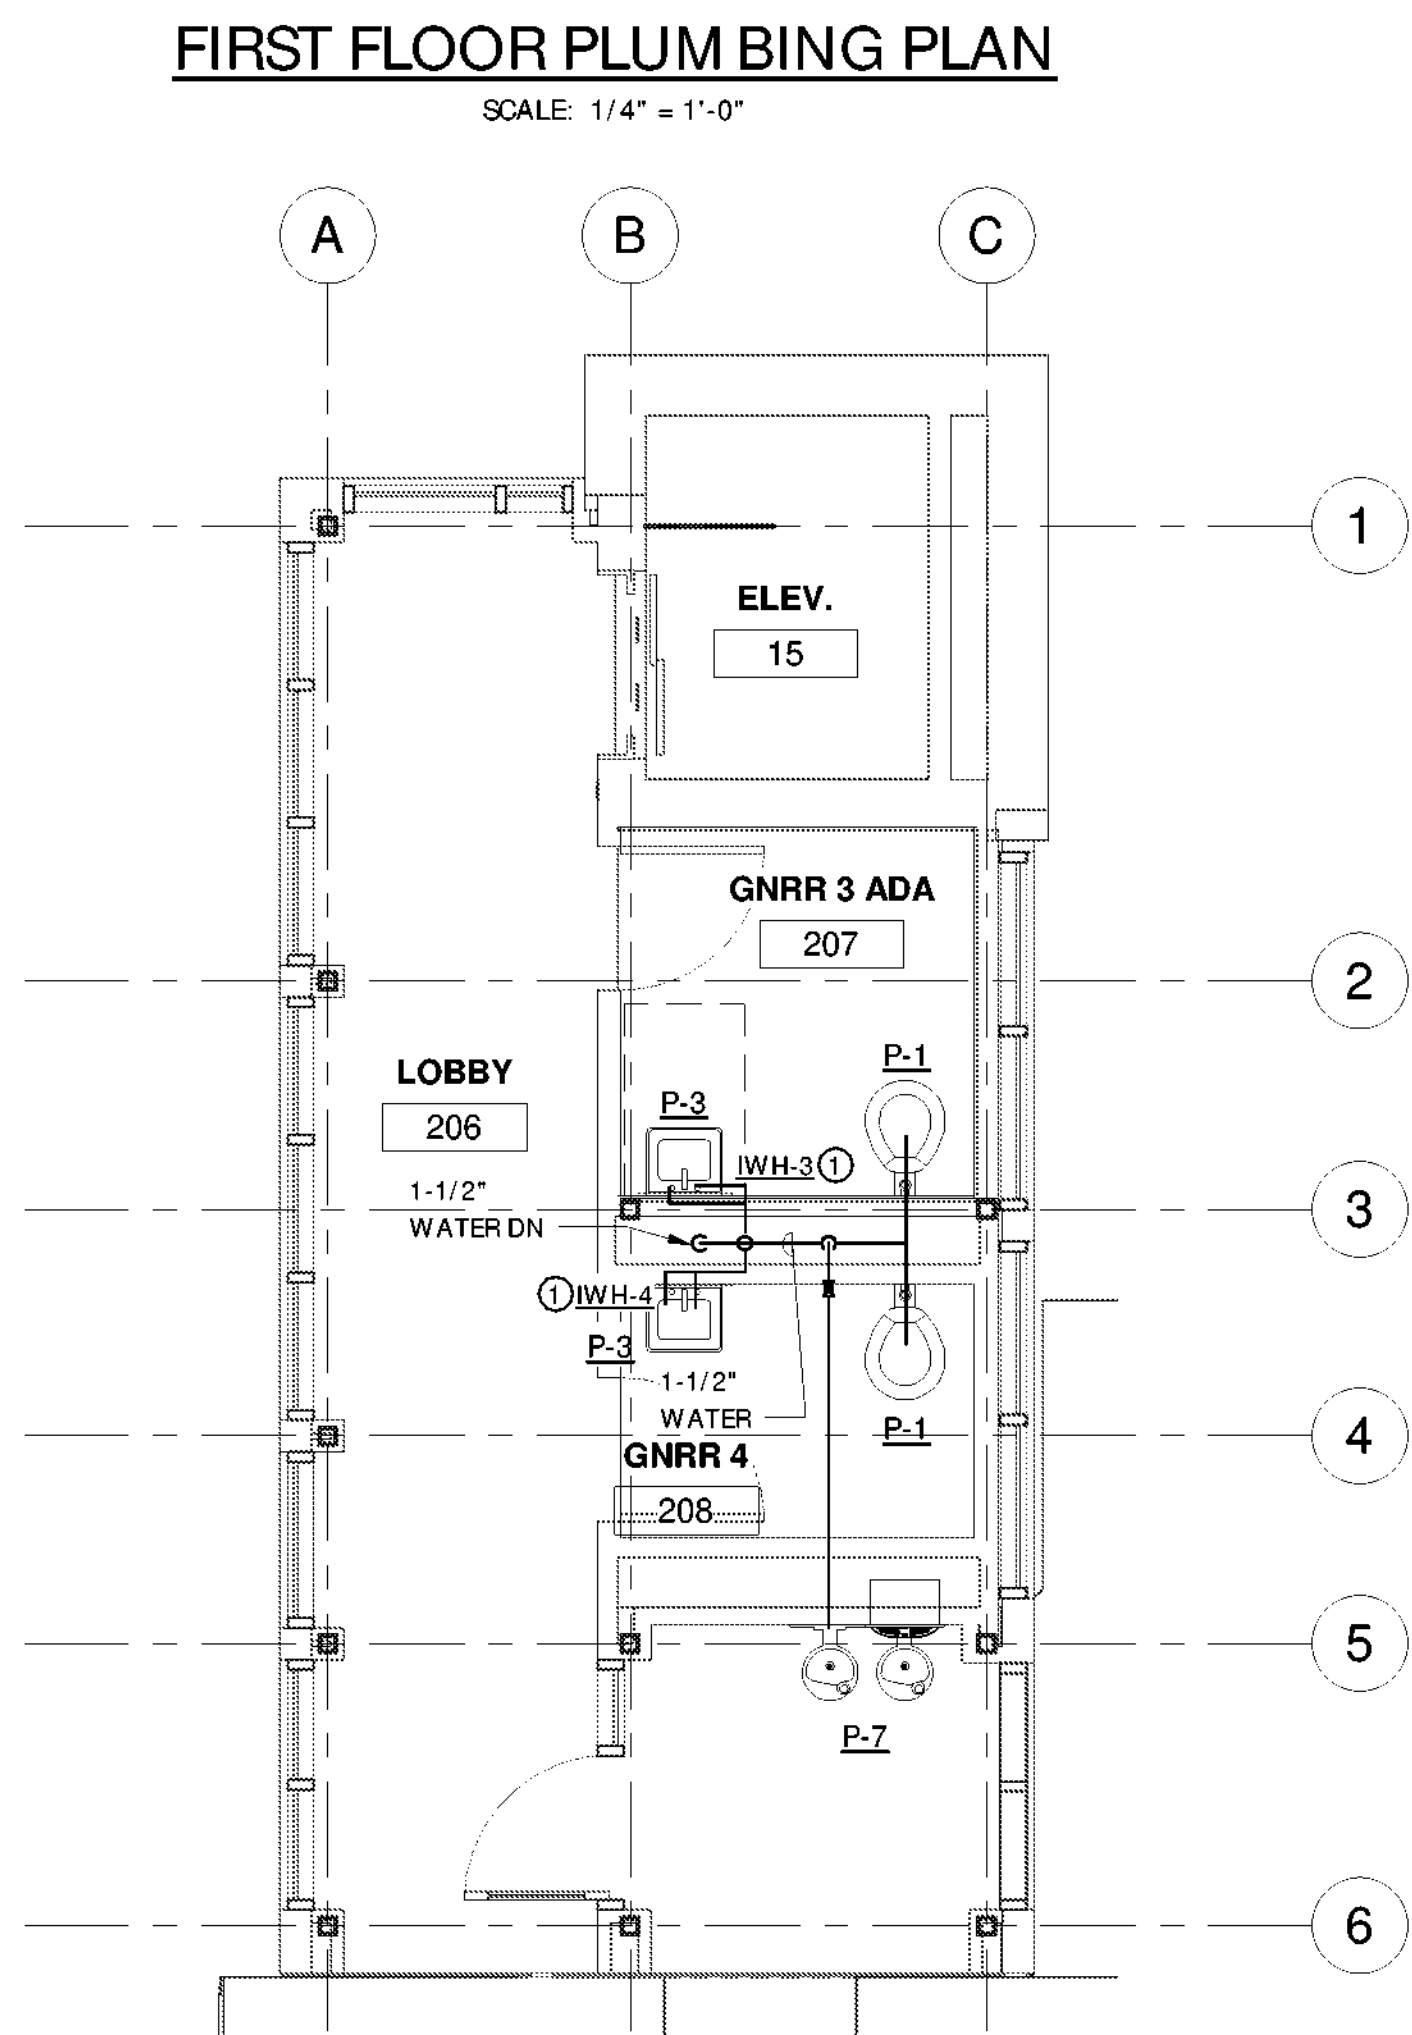 FIRST FLOOR PLUMBING PLAN
SCALE: 1/4" = 1'-0"
A
B
C
1
ELEV.
15
GNRR 3 ADA
207
2
P-1
LOBBY
P-3
206
IWH-3 1
1-1/2"
WATER DN
3
1 IWH-4
P-3
1-1/2"
WATER
P-1
4
GNRR 4
208
5
P-7
6